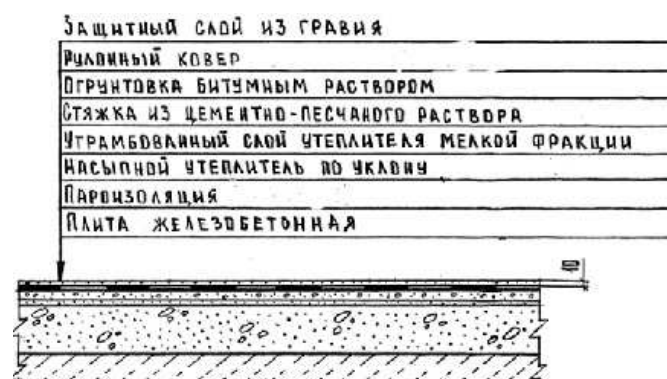 Защитный слой из гравия
Рулонный ковер
Огрунтовка битумным раствором
Стяжка из цементно-песчаного раствора
Утрамбованный слой утеплителя мелкой фракции
Насыпной утеплитель по уклону
Пароизоляция
Плита железобетонная
10